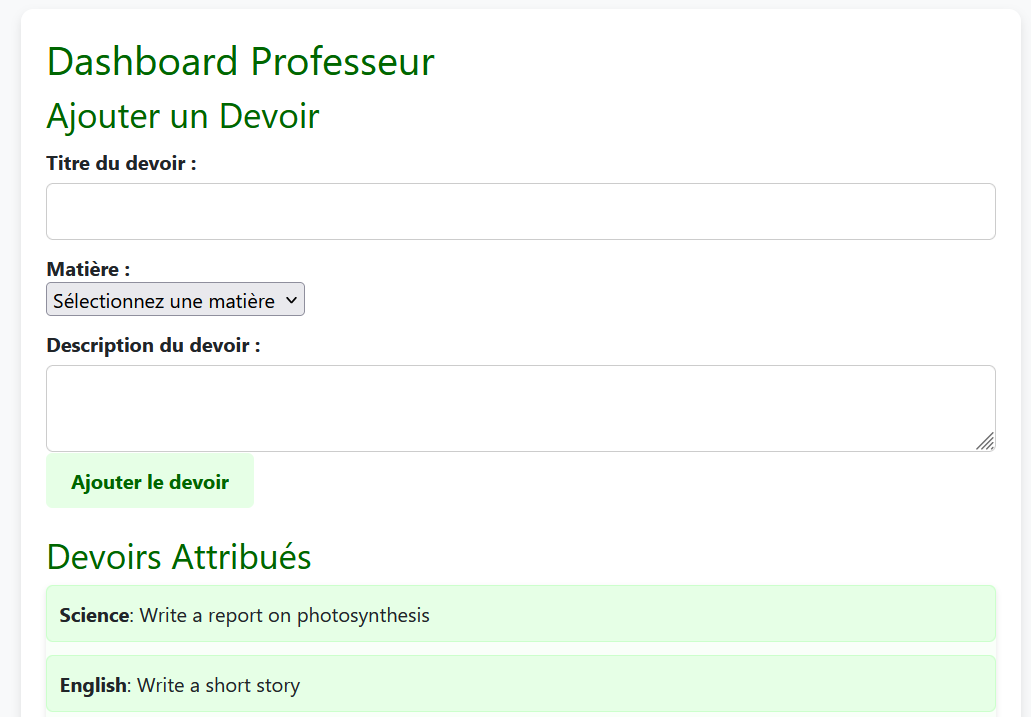 Dashboard Professeur
Ajouter un Devoir
Titre du devoir :
Matière :
Sélectionnez une matière
Description du devoir :
Ajouter le devoir
Devoirs Attribués
Science: Write a report on photosynthesis
English: Write a short story